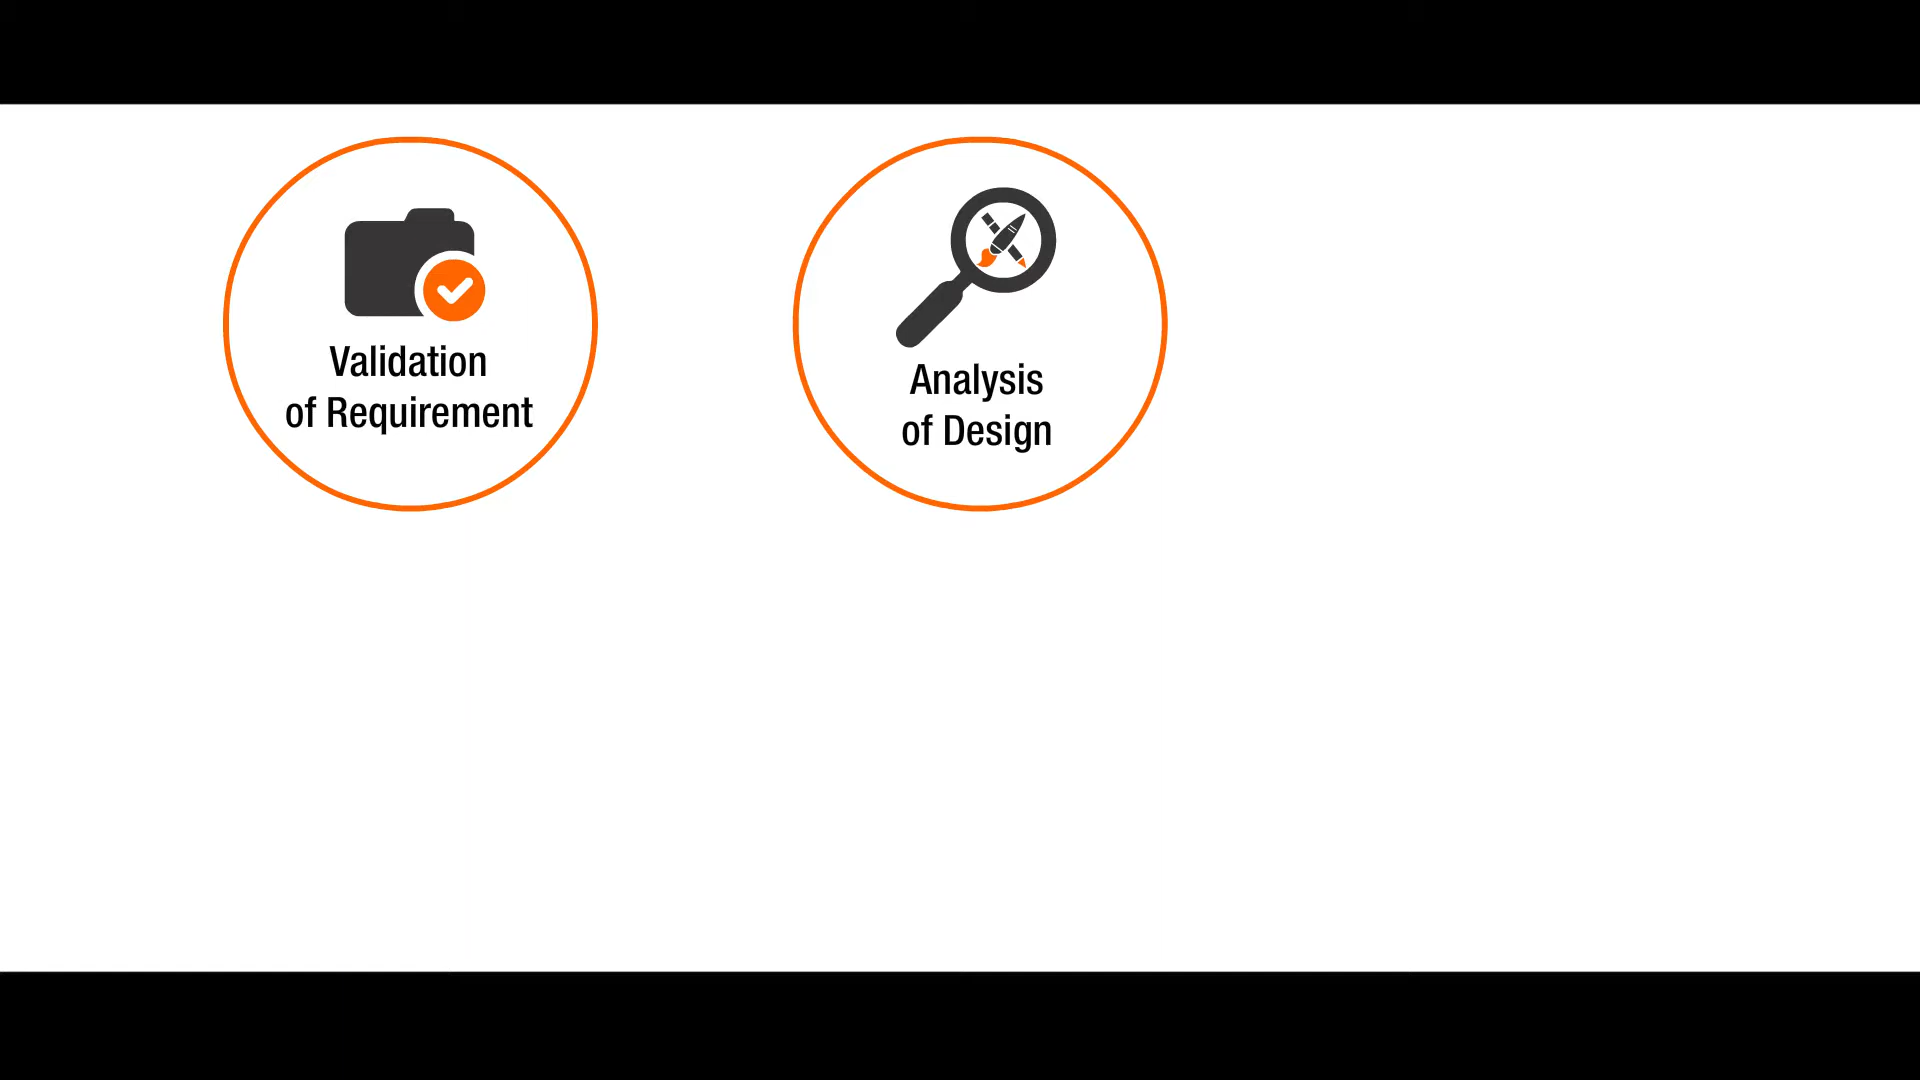 Validation
of Requirement
Analysis
of Design